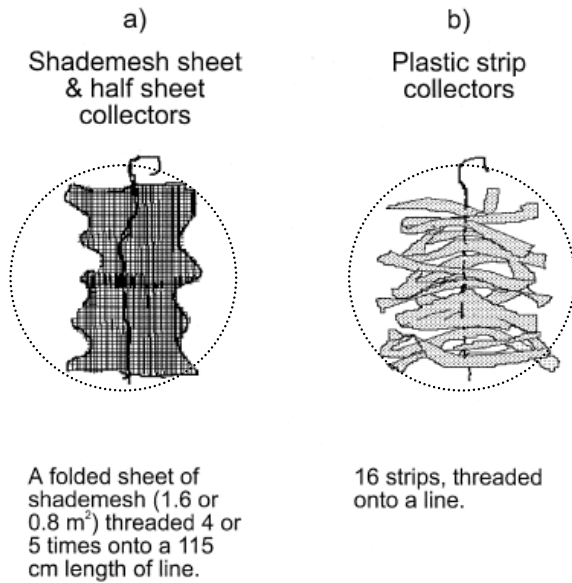 a)
Shademesh sheet
& half sheet
collectors
A folded sheet of
shademesh (1.6 or
0.8 m²) threaded 4 or
5 times onto a 115
cm length of line.
b)
Plastic strip
collectors
16 strips, threaded
onto a line.